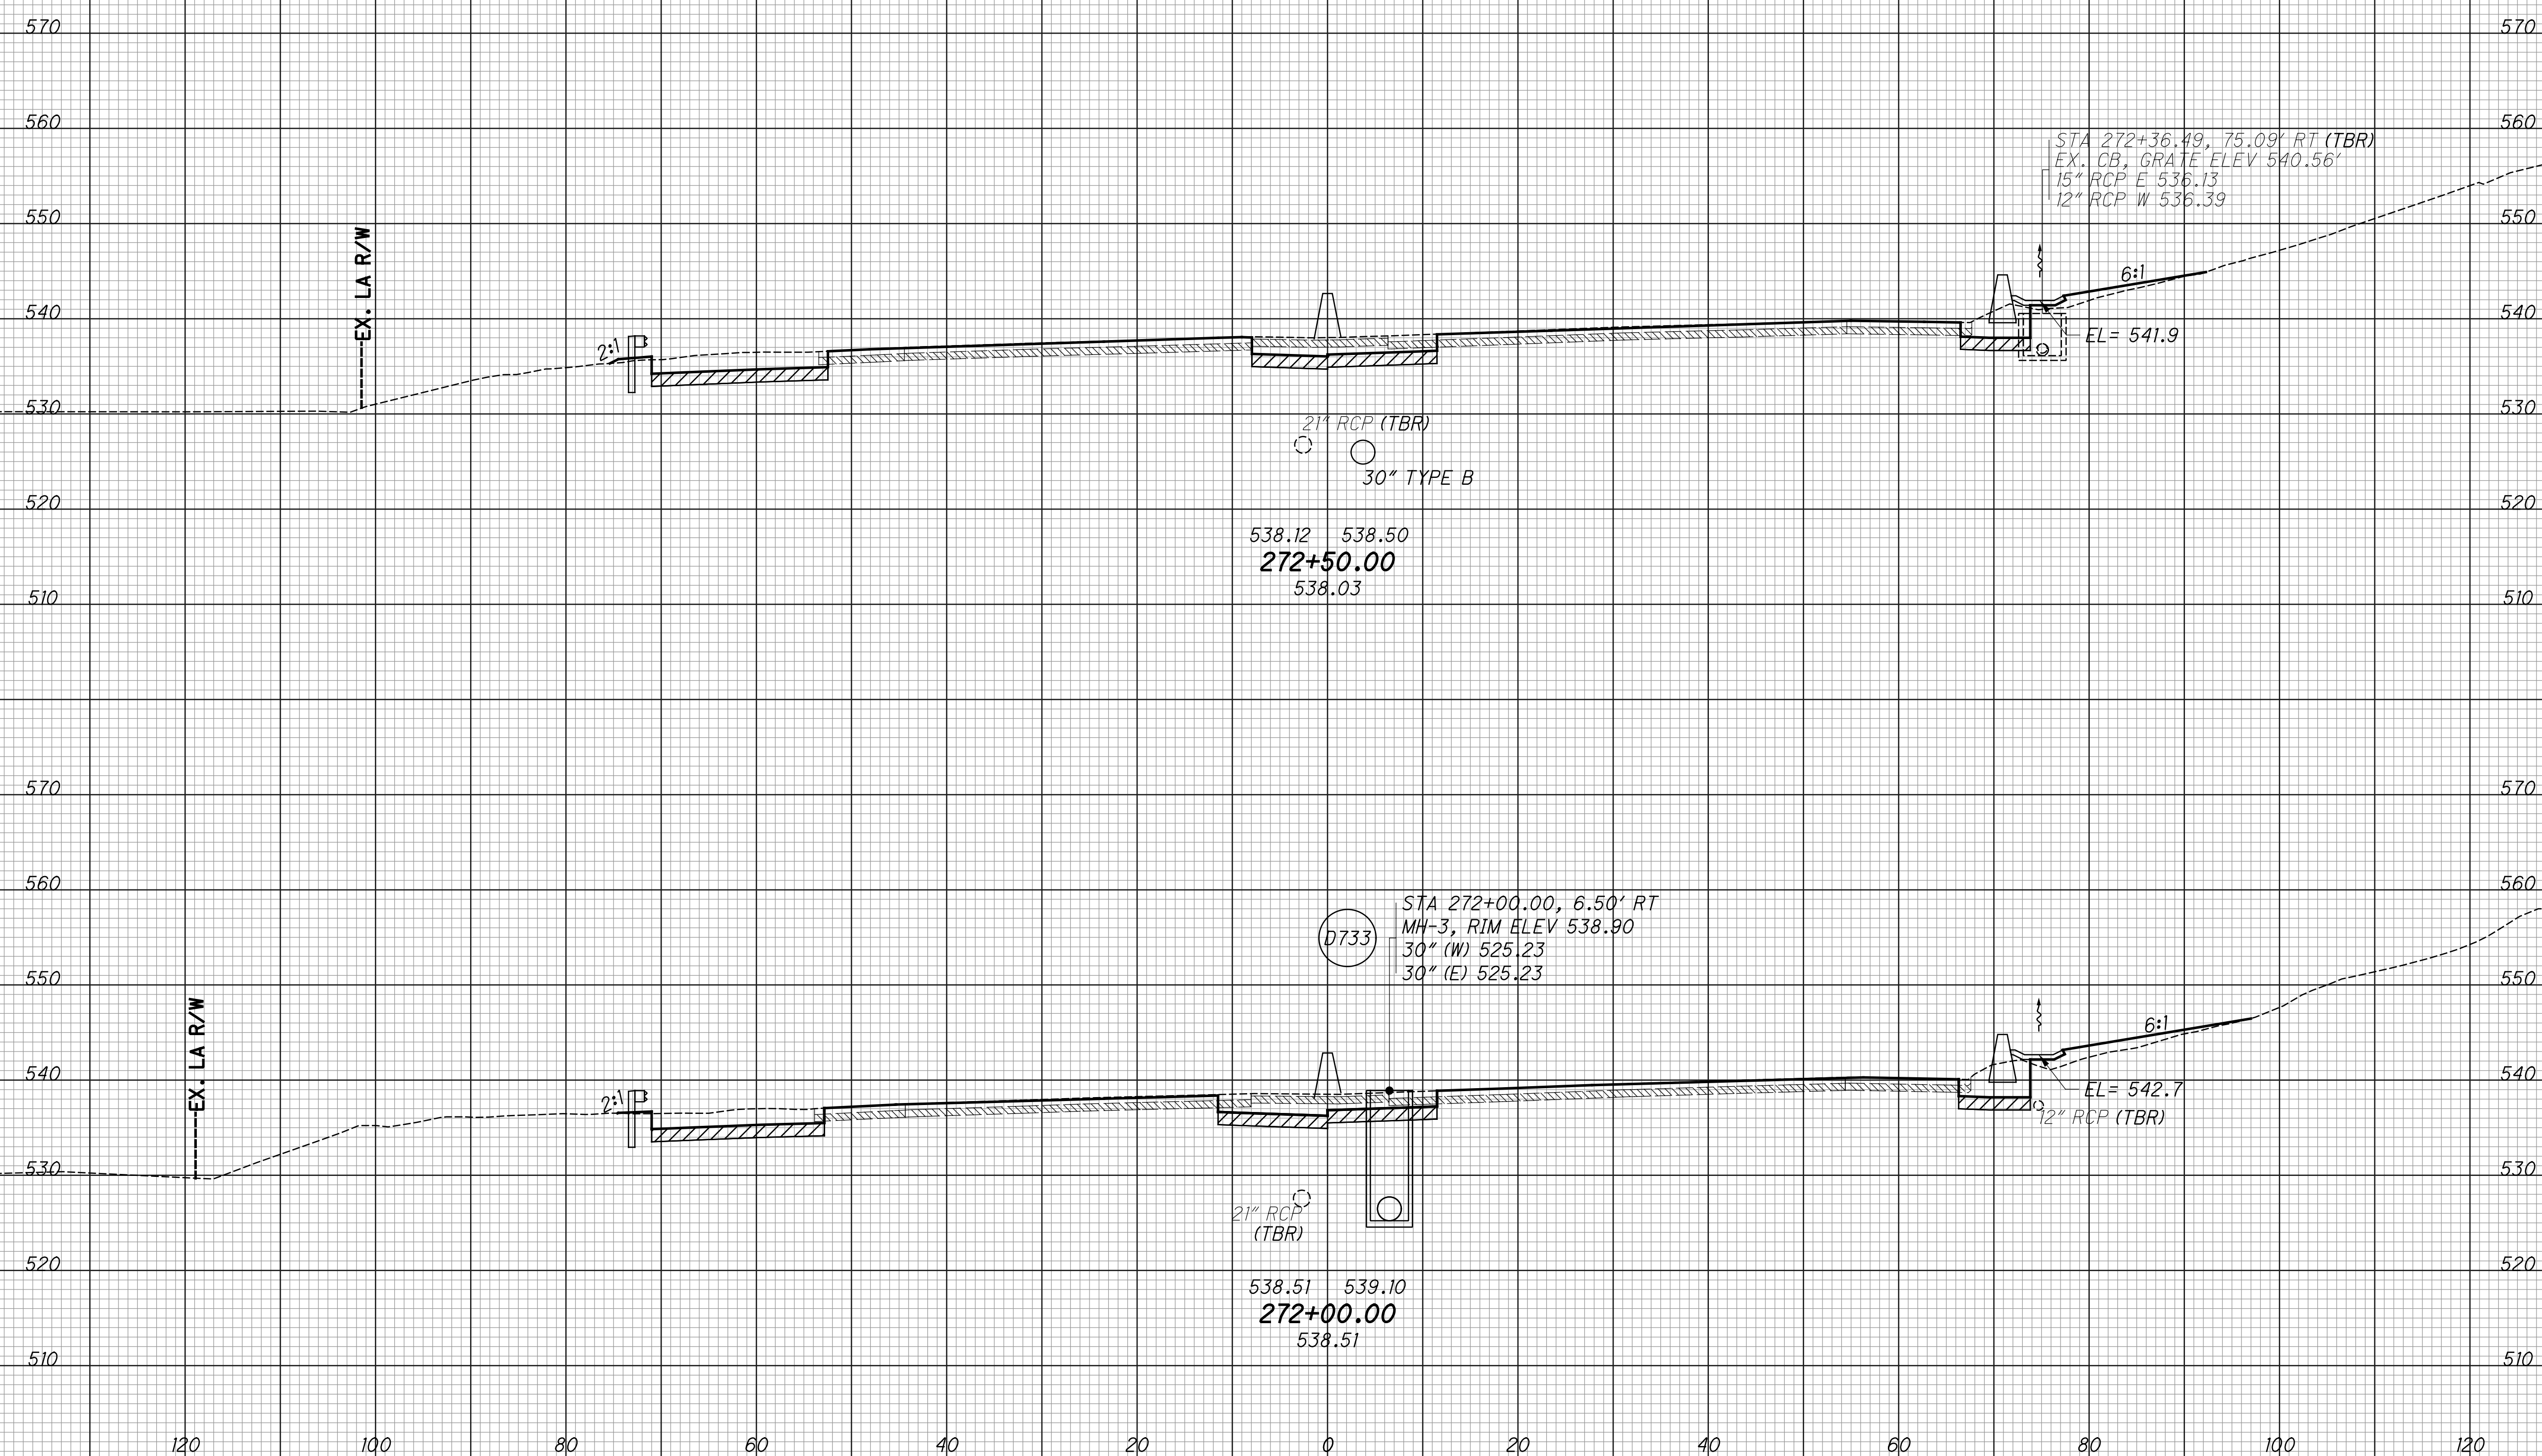 570 570
560 560
STA 272+36.49, 75.09' RT (TBR)
EX. CB, GRATE ELEV 540.56'
15" RCP E 536.13
12" RCP W 536.39
550 550
EX. LA R/W
6:1
540 540
EL= 541.9
2:1
530 530
21" RCP (TBR)
30" TYPE B
520 520
538.12 538.50
272+50.00
538.03
510 510
570 570
560 560
STA 272+00.00, 6.50' RT
MH-3, RIM ELEV 538.90
30" (W) 525.23
30" (E) 525.23
D733
550 550
EX. LA R/W
6:1
540 540
EL= 542.7
2:1
12" RCP (TBR)
530 530
21" RCP
(TBR)
520 520
538.51 539.10
272+00.00
538.51
510 510
120 100 80 60 40 20 0 20 40 60 80 100 120